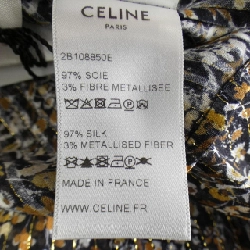 CELINE
PARIS
2B108850E
97% SOIE
3% FIBRE METALLISEE
97% SILK
3% METALLISED FIBER
MADE IN FRANCE
WWW.CELINE.FR